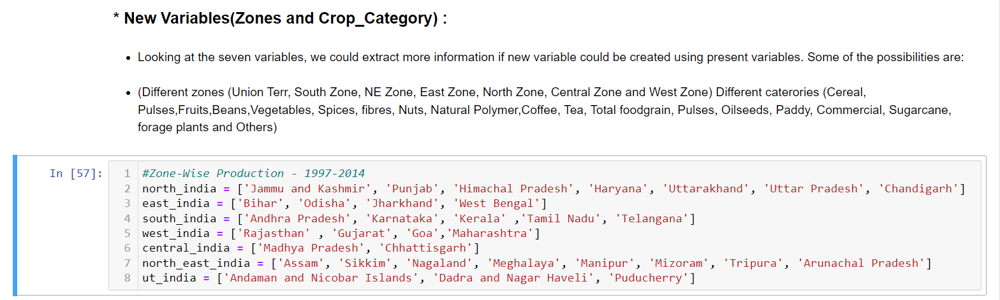 * New Variables(Zones and Crop_Category) :
• Looking at the seven variables, we could extract more information if new variable could be created using present variables. Some of the possibilities are:
• (Different zones (Union Terr, South Zone, NE Zone, East Zone, North Zone, Central Zone and West Zone) Different caterories (Cereal,
Pulses,Fruits,Beans,Vegetables, Spices, fibres, Nuts, Natural Polymer,Coffee, Tea, Total foodgrain, Pulses, Oilseeds, Paddy, Commercial, Sugarcane,
forage plants and Others)
In [57]: 1 #Zone-Wise Production - 1997-2014
2 north_india = ['Jammu and Kashmir', 'Punjab', 'Himachal Pradesh', 'Haryana', 'Uttarakhand', 'Uttar Pradesh', 'Chandigarh']
3 east_india = ['Bihar', 'Odisha', 'Jharkhand', 'West Bengal']
4 south_india = ['Andhra Pradesh', 'Karnataka', 'Kerala' ,'Tamil Nadu', 'Telangana']
5 west_india = ['Rajasthan' , 'Gujarat', 'Goa','Maharashtra']
6 central_india = ['Madhya Pradesh', 'Chhattisgarh']
7 north_east_india = ['Assam', 'Sikkim', 'Nagaland', 'Meghalaya', 'Manipur', 'Mizoram', 'Tripura', 'Arunachal Pradesh']
8 ut_india = ['Andaman and Nicobar Islands', 'Dadra and Nagar Haveli', 'Puducherry']